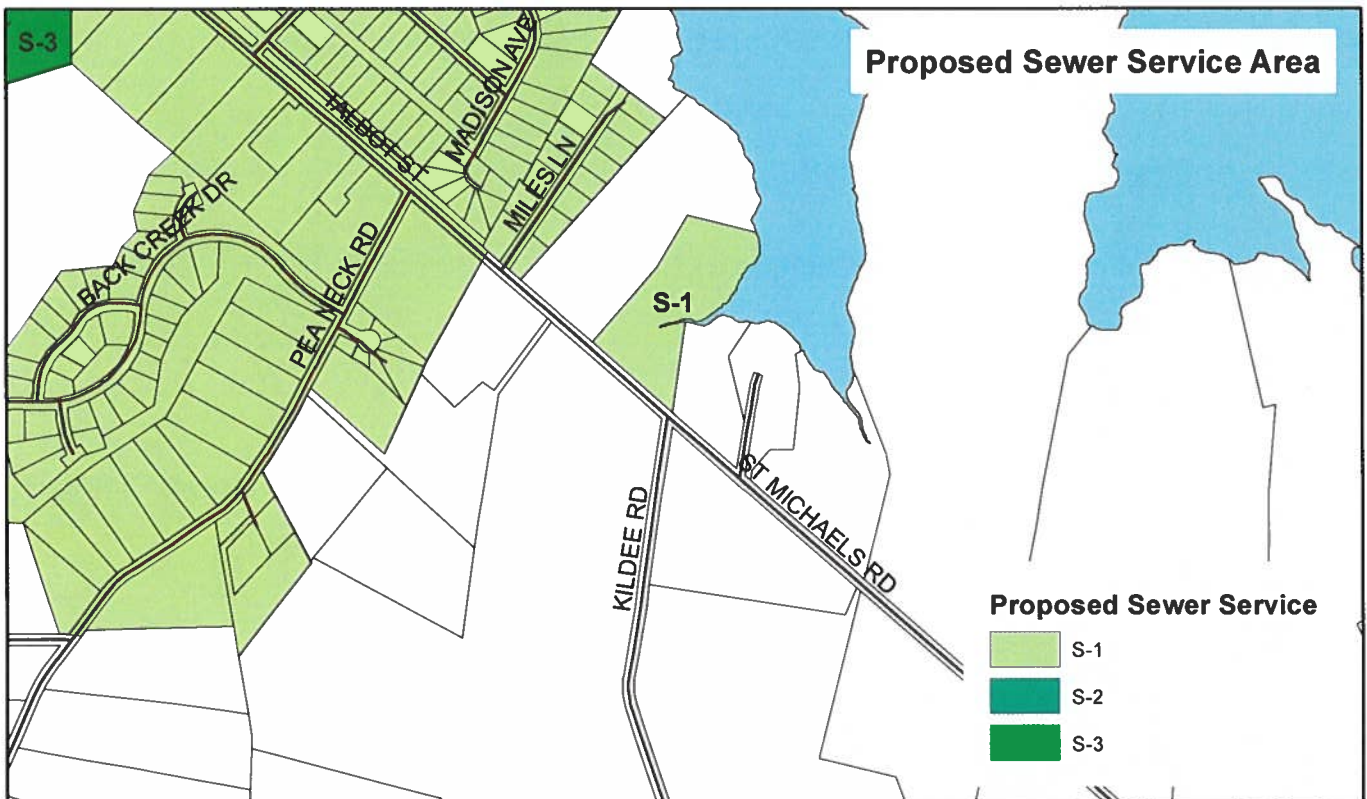 S-3
Proposed Sewer Service Area
TALBOT ST
MADISON AVE
MILES LN
BACK CREEK DR
PEA NECK RD
S-1
KILDEE RD
ST MICHAELS RD
Proposed Sewer Service
S-1
S-2
S-3